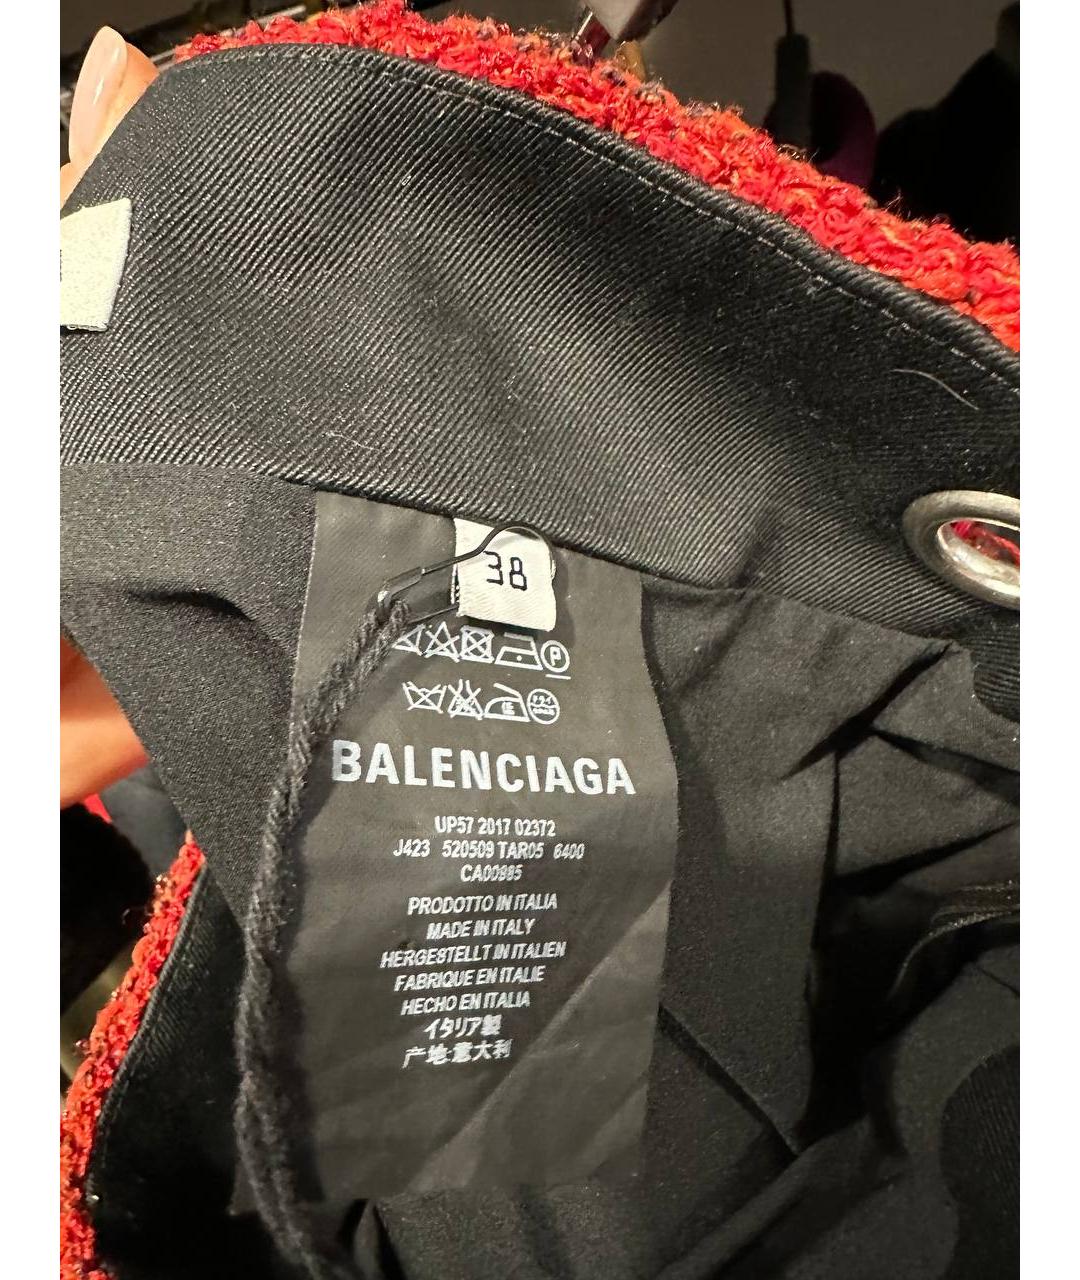 38
BALENCIAGA
UP57 2017 02372
J423 520509 TAR05 6400
CA00985
PRODOTTO IN ITALIA
MADE IN ITALY
HERGESTELLT IN ITALIEN
FABRIQUE EN ITALIE
HECHO EN ITALIA
イタリア製
产地:意大利